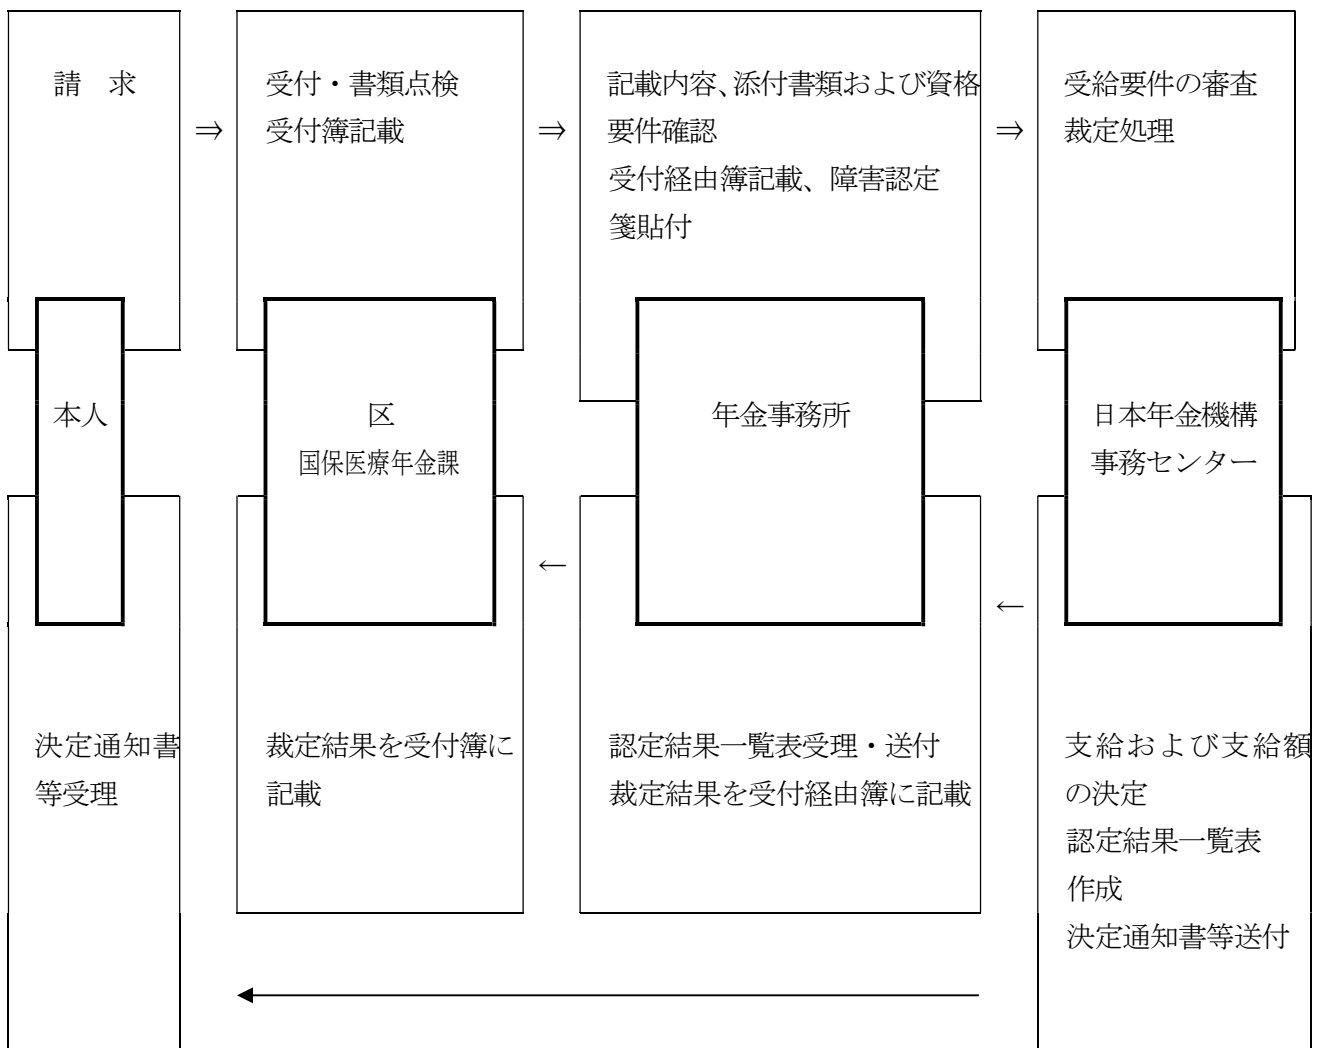 請　求
⇒
受付・書類点検
受付簿記載
⇒
記載内容、添付書類および資格
要件確認
受付経由簿記載、障害認定
箋貼付
⇒
受給要件の審査
裁定処理
本人
区
国保医療年金課
年金事務所
日本年金機構
事務センター
←
←
決定通知書
等受理
裁定結果を受付簿に
記載
認定結果一覧表受理・送付
裁定結果を受付経由簿に記載
支給および支給額
の決定
認定結果一覧表
作成
決定通知書等送付